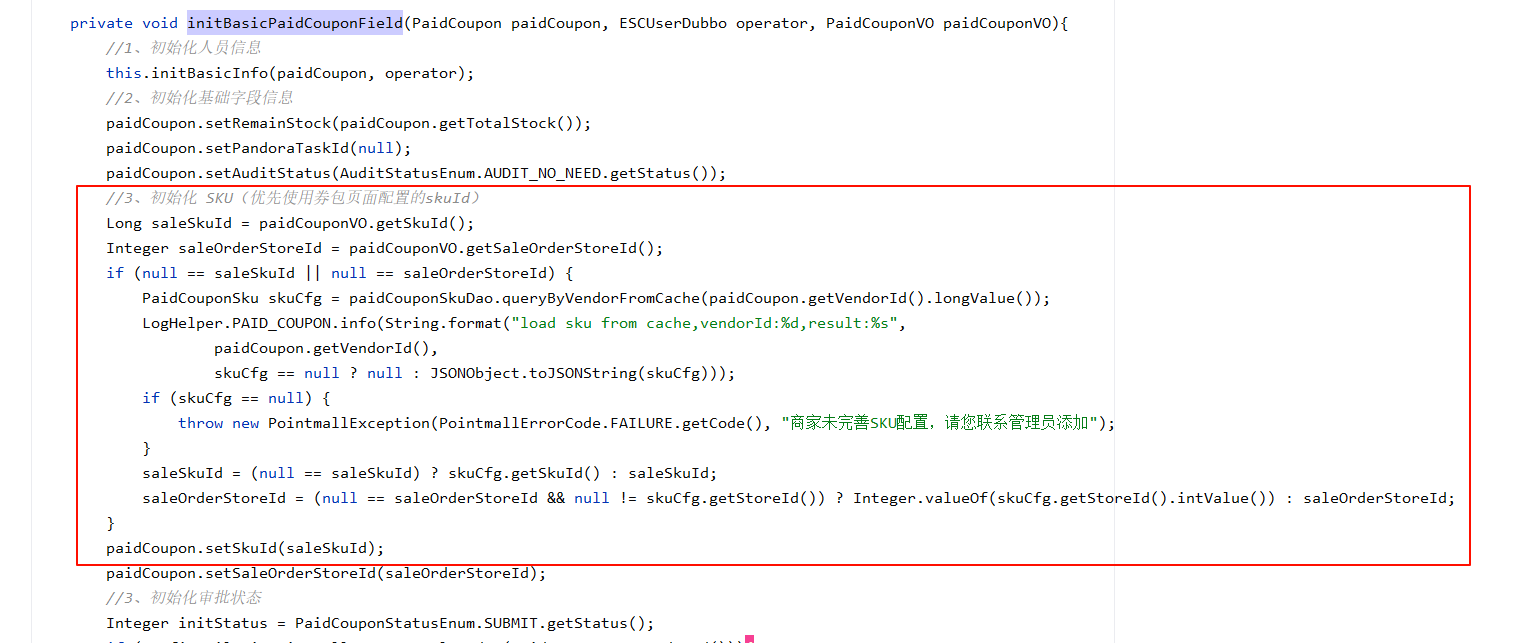 private void initBasicPaidCouponField(PaidCoupon paidCoupon, ESCUserDubbo operator, PaidCouponVO paidCouponVO){
//1、初始化人员信息
this.initBasicInfo(paidCoupon, operator);
//2、初始化基础字段信息
paidCoupon.setRemainStock(paidCoupon.getTotalStock());
paidCoupon.setPandoraTaskId(null);
paidCoupon.setAuditStatus(AuditStatusEnum.AUDIT_NO_NEED.getStatus());
//3、初始化 SKU（优先使用券包页面配置的skuId）
Long saleSkuId = paidCouponVO.getSkuId();
Integer saleOrderStoreId = paidCouponVO.getSaleOrderStoreId();
if (null == saleSkuId || null == saleOrderStoreId) {
PaidCouponSku skuCfg = paidCouponSkuDao.queryByVendorFromCache(paidCoupon.getVendorId().longValue());
LogHelper.PAID_COUPON.info(String.format("load sku from cache,vendorId:%d,result:%s",
paidCoupon.getVendorId(),
skuCfg == null ? null : JSONObject.toJSONString(skuCfg)));
if (skuCfg == null) {
throw new PointmallException(PointmallErrorCode.FAILURE.getCode(), "商家未完善SKU配置，请您联系管理员添加");
}
saleSkuId = (null == saleSkuId) ? skuCfg.getSkuId() : saleSkuId;
saleOrderStoreId = (null == saleOrderStoreId && null != skuCfg.getStoreId()) ? Integer.valueOf(skuCfg.getStoreId().intValue()) : saleOrderStoreId;
}
paidCoupon.setSkuId(saleSkuId);
paidCoupon.setSaleOrderStoreId(saleOrderStoreId);
//3、初始化审批状态
Integer initStatus = PaidCouponStatusEnum.SUBMIT.getStatus();